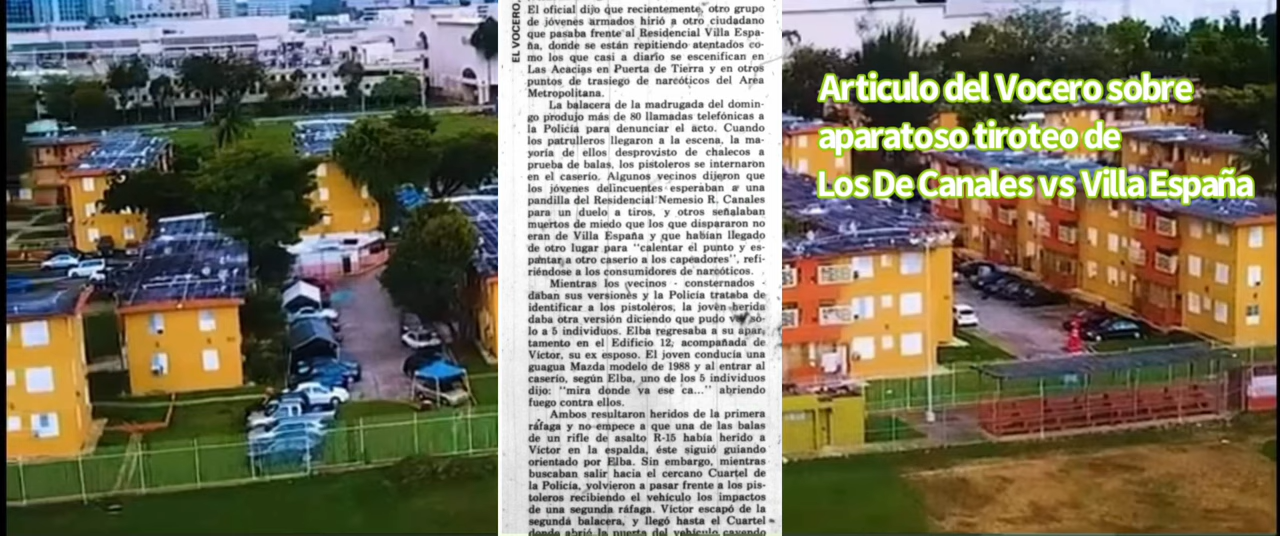 EL VOCERO,
El oficial dijo que recientemente, otro grupo
de jóvenes armados hirió a otro ciudadano
que pasaba frente al Residencial Villa Espa-
ña, donde se están repitiendo atentados co-
mo los que casi a diario se escenifican en
Las Acacias en Puerta de Tierra y en otros
puntos de trasiego de narcóticos del Area
Metropolitana.
La balacera de la madrugada del domin-
go produjo más de 80 llamadas telefónicas a
la Policía para denunciar el acto. Cuando
los patrulleros llegaron a la escena, la ma-
yoría de ellos desprovisto de chalecos a
prueba de balas, los pistoleros se internaron
en el caserío. Algunos vecinos dijeron que
los jóvenes delincuentes esperaban a una
pandilla del Residencial Nemesio R. Canales
para un duelo a tiros, y otros señalaban
muertos de miedo que los que dispararon no
eran de Villa España y que habían llegado
de otro lugar para "calentar el punto y es-
pantar a otro caserío a los capeadores", refi-
riéndose a los consumidores de narcóticos.
Mientras los vecinos consternados
daban sus versiones y la Policía trataba de
identificar a los pistoleros, la joven herida
daba otra versión diciendo que pudo só-
lo a 5 individuos. Elba regresaba a su apar-
tamento en el Edificio 12, acompañada de
Víctor, su ex esposo. El joven conducía una
guagua Mazda modelo de 1988 y al entrar al
caserío, según Elba, uno de los 5 individuos
dijo: "mira donde va ese ca..." abriendo
fuego contra ellos.
Ambos resultaron heridos de la primera
ráfaga y no empece a que una de las balas
de un rifle de asalto R-15 había herido a
Víctor en la espalda, éste siguió guiando
orientado por Elba. Sin embargo, mientras
buscaban salir hacia el cercano Cuartel de
la Policía, volvieron a pasar frente a los pis-
toleros recibiendo el vehículo los impactos
de una segunda ráfaga. Víctor escapó de la
segunda balacera, y llegó hasta el Cuartel
donde abrió la puerta del vehículo cayendo
Articulo del Vocero sobre
aparatoso tiroteo de
Los De Canales vs Villa España